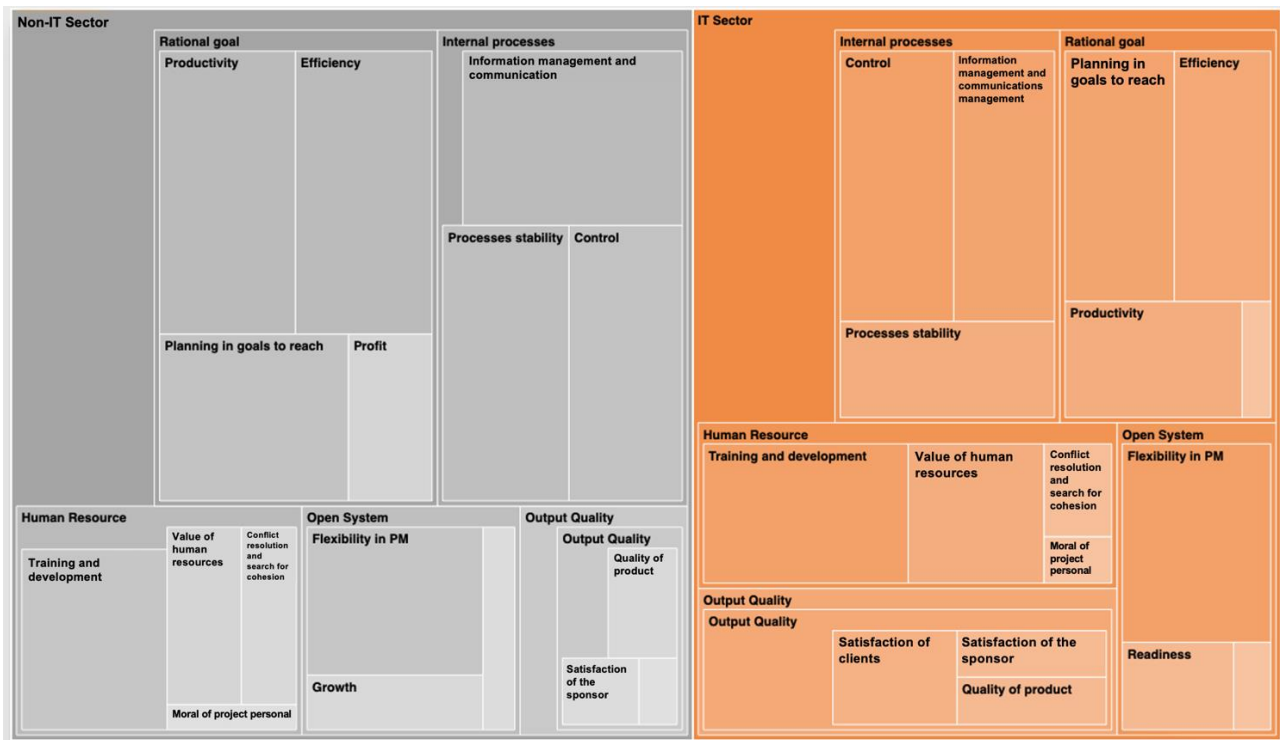 Non-IT Sector
Rational goal
Productivity
Efficiency
Planning in goals to reach
Profit
Internal processes
Information management and
communication
Processes stability
Control
Human Resource
Training and
development
Value of
human
resources
Conflict
resolution
and
search for
cohesion
Moral of project personal
Open System
Flexibility in PM
Growth
Output Quality
Output Quality
Quality of
product
Satisfaction
of the
sponsor
IT Sector
Internal processes
Control
Information
management and
communications
management
Processes stability
Rational goal
Planning in
goals to reach
Efficiency
Productivity
Human Resource
Training and development
Value of human
resources
Conflict
resolution
and
search for
cohesion
Moral of
project
personal
Open System
Flexibility in PM
Readiness
Output Quality
Output Quality
Satisfaction of
clients
Satisfaction of the
sponsor
Quality of product